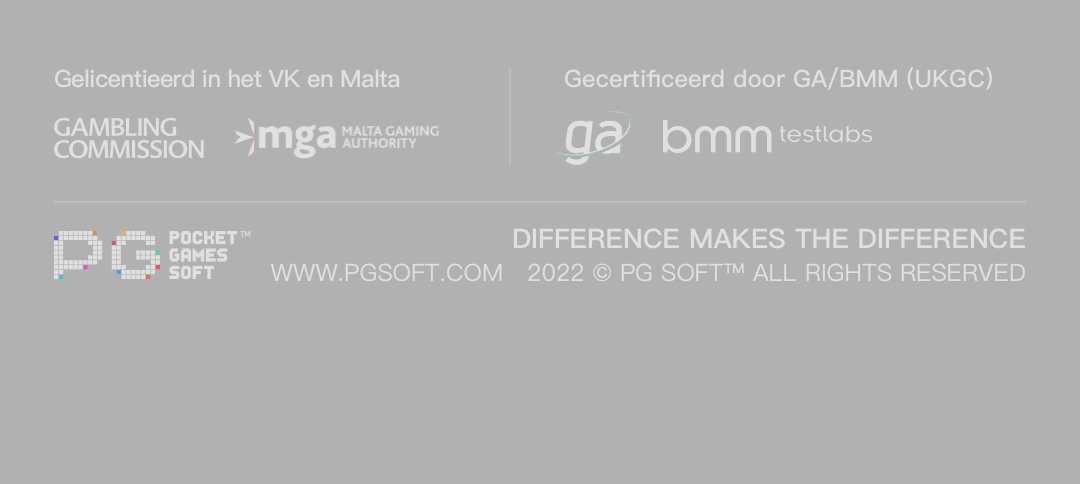 Gelicentieerd in het VK en Malta
GAMBLING
COMMISSION
mga MALTA GAMING
AUTHORITY
Gecertificeerd door GA/BMM (UKGC)
ga
bmm testlabs
PG POCKET™
GAMES
SOFT
WWW.PGSOFT.COM
DIFFERENCE MAKES THE DIFFERENCE
2022 © PG SOFT™ ALL RIGHTS RESERVED